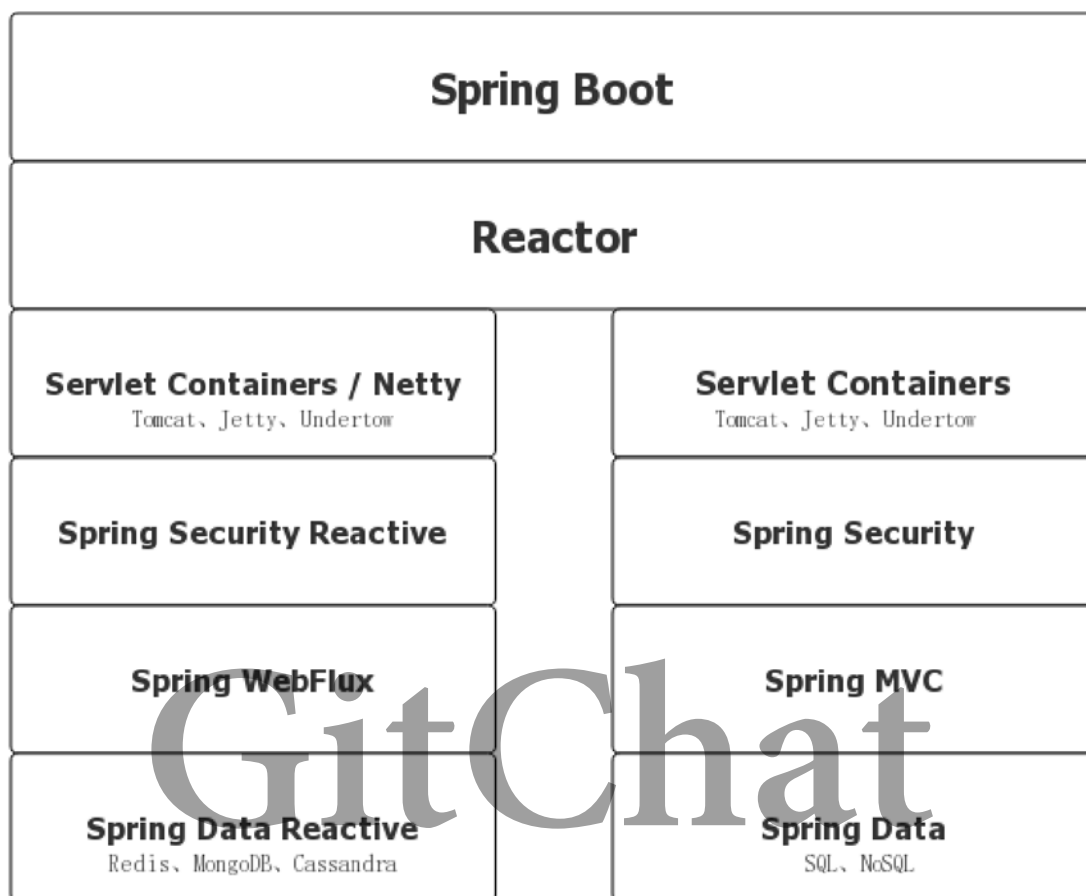 Spring Boot
Reactor
Servlet Containers / Netty
Tomcat、Jetty、Undertow
Spring Security Reactive
Spring WebFlux
Spring Data Reactive
Redis、MongoDB、Cassandra
Servlet Containers
Tomcat、Jetty、Undertow
Spring Security
Spring MVC
Spring Data
SQL、NoSQL
GitChat